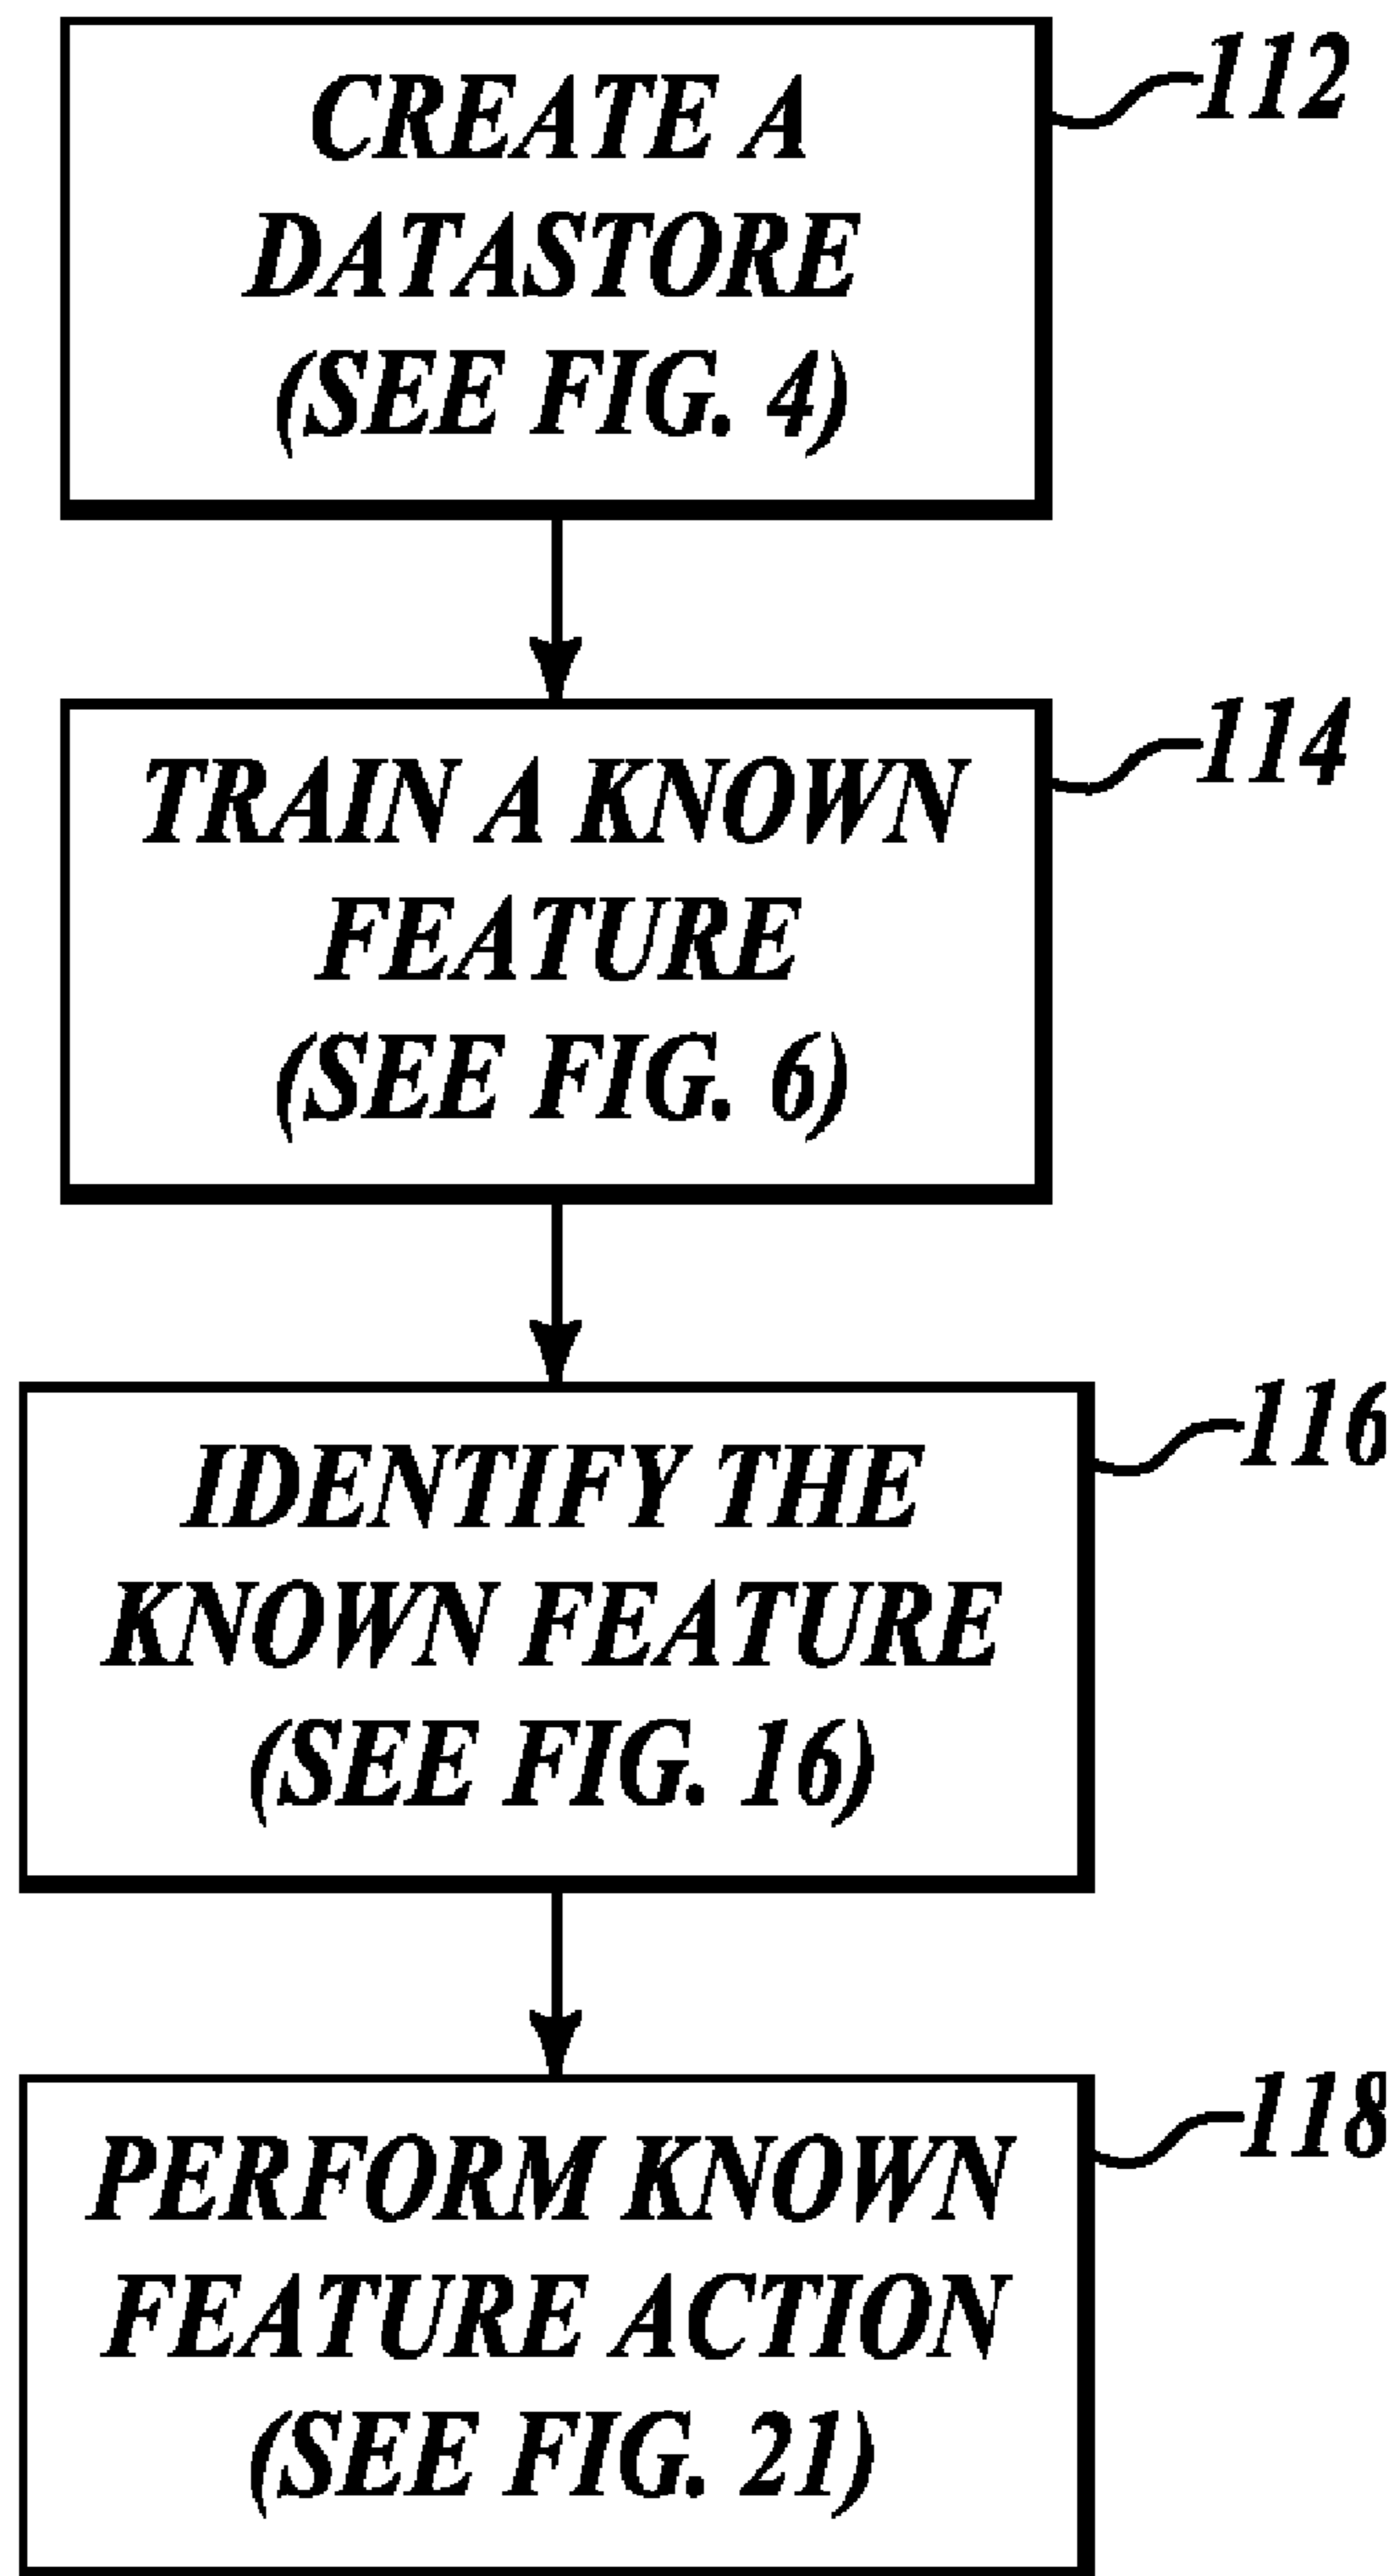 CREATE A
DATASTORE
(SEE FIG. 4)
112
TRAIN A KNOWN
FEATURE
(SEE FIG. 6)
114
IDENTIFY THE
KNOWN FEATURE
(SEE FIG. 16)
116
PERFORM KNOWN
FEATURE ACTION
(SEE FIG. 21)
118